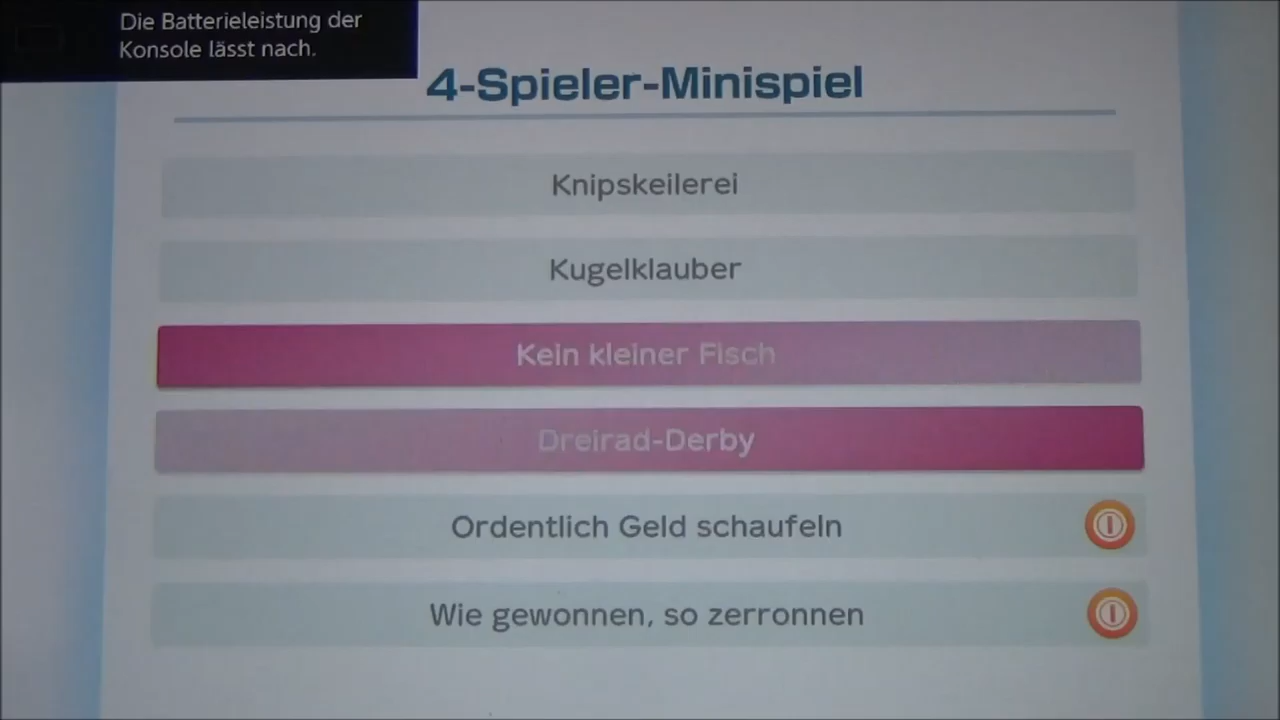 Die Batterieleistung der
Konsole lässt nach.
4-Spieler-Minispiel
Knipskeilerei
Kugelklauber
Kein kleiner Fisch
Dreirad-Derby
Ordentlich Geld schaufeln
Wie gewonnen, so zerronnen